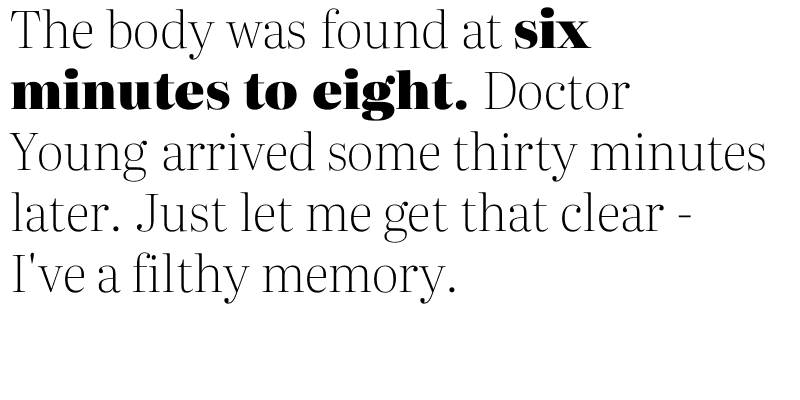 The body was found at six
minutes to eight. Doctor
Young arrived some thirty minutes
later. Just let me get that clear -
I've a filthy memory.